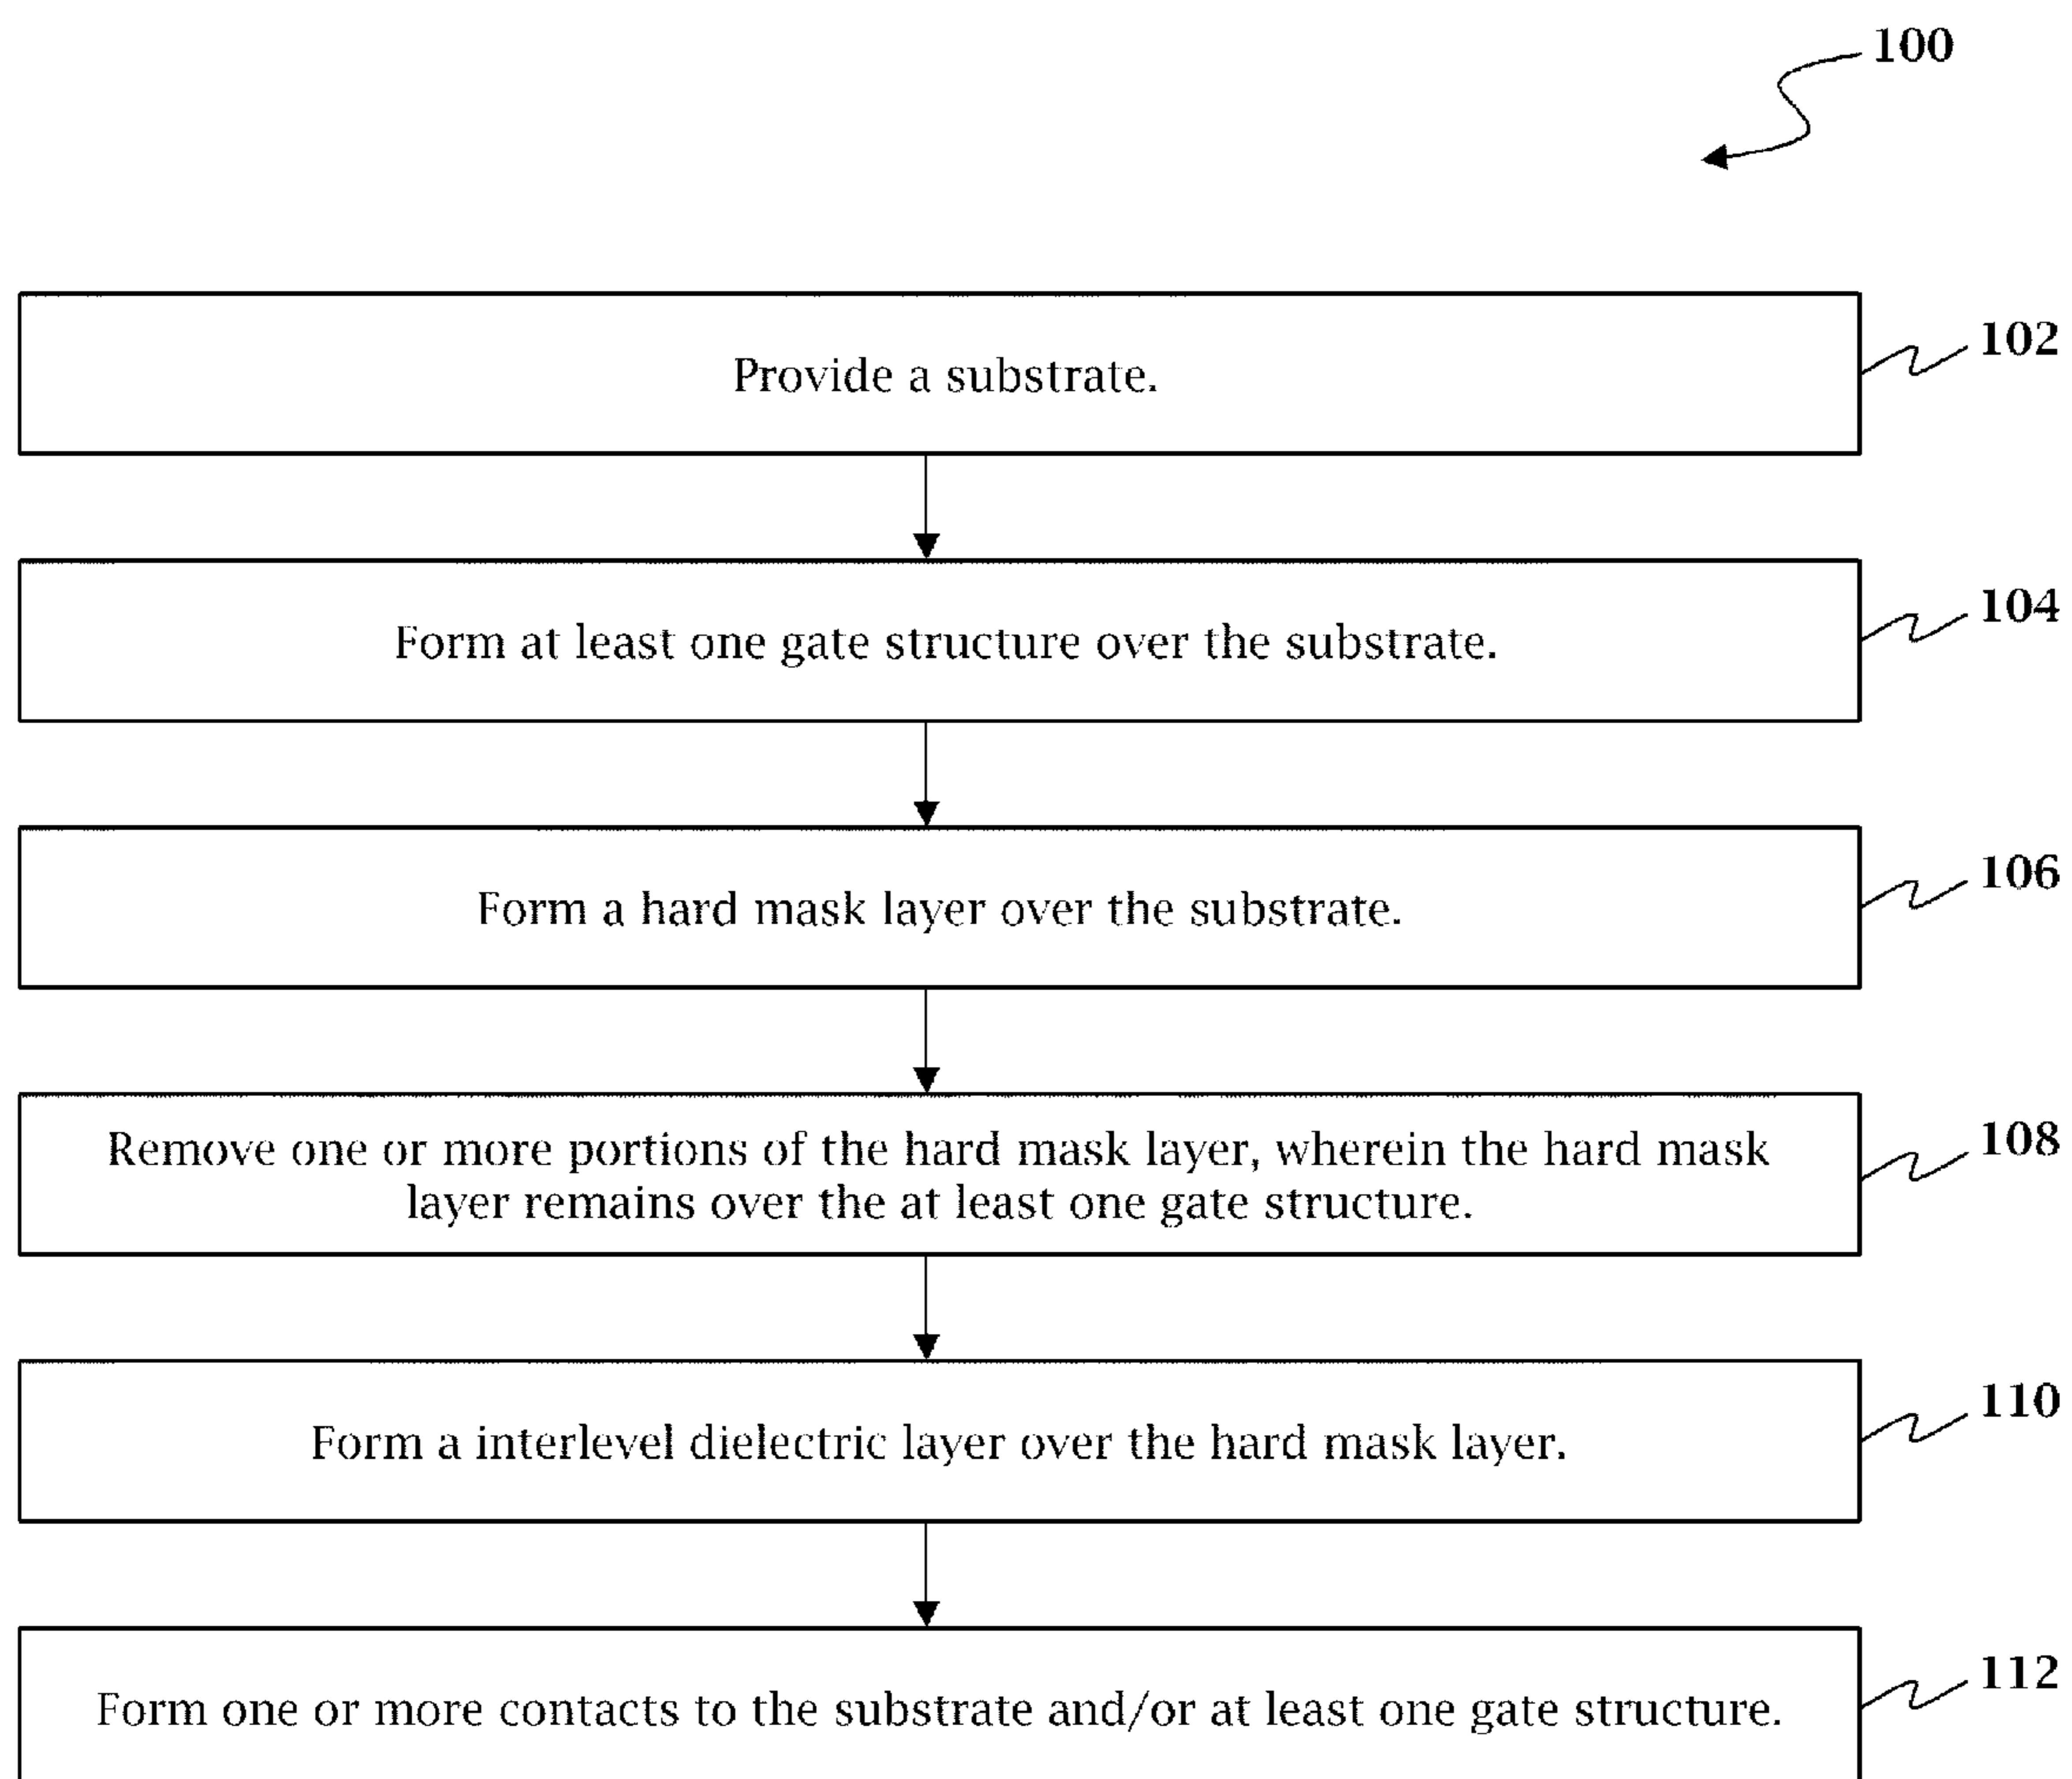 100
Provide a substrate.
102
Form at least one gate structure over the substrate.
104
Form a hard mask layer over the substrate.
106
Remove one or more portions of the hard mask layer, wherein the hard mask
layer remains over the at least one gate structure.
108
Form a interlevel dielectric layer over the hard mask layer.
110
Form one or more contacts to the substrate and/or at least one gate structure.
112